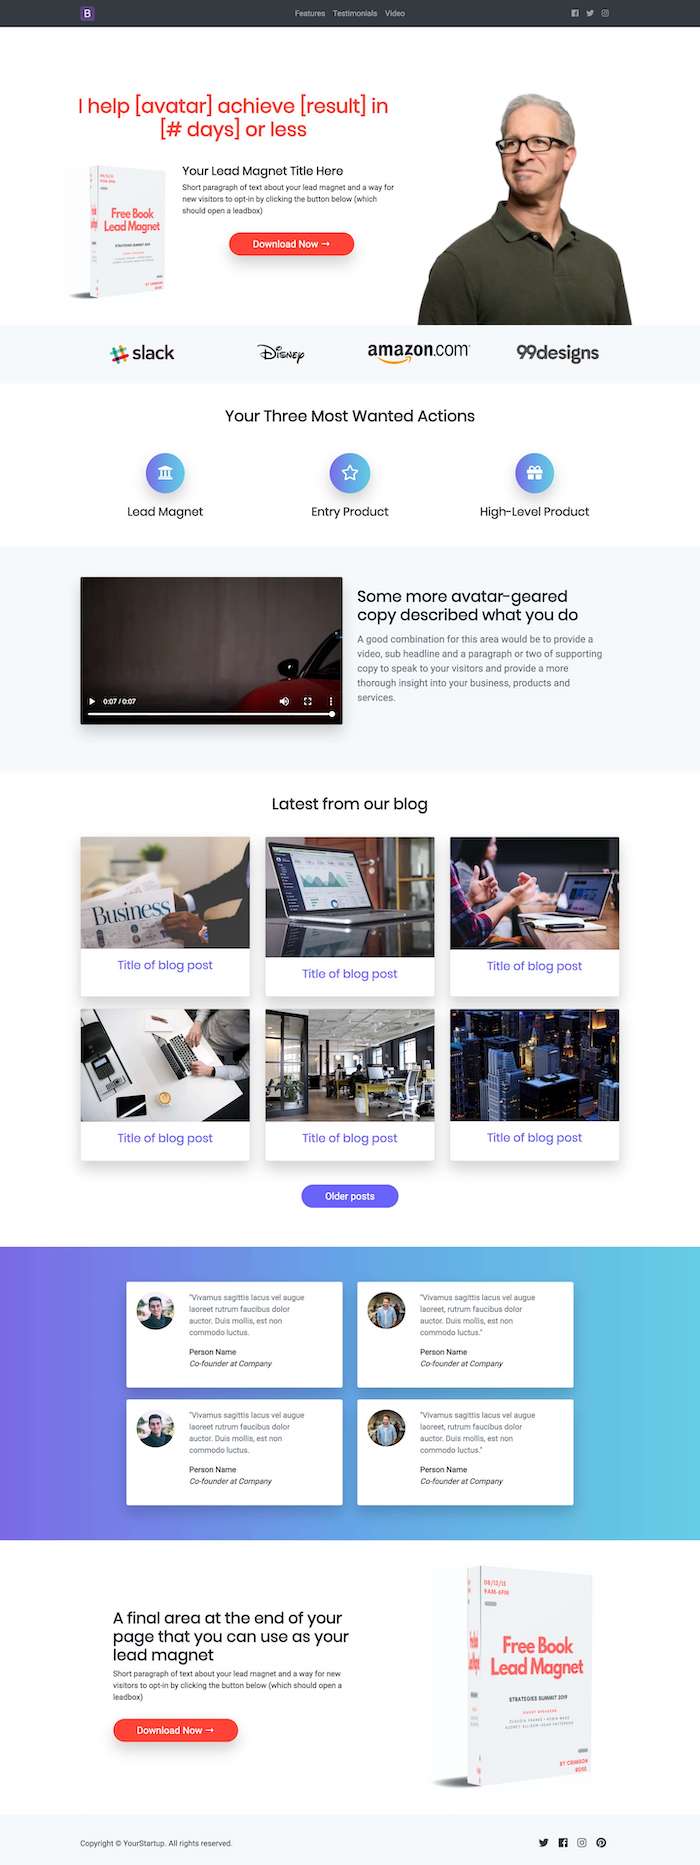 B
Features Testimonials Video
I help [avatar] achieve [result] in
[# days] or less
Your Lead Magnet Title Here
Short paragraph of text about your lead magnet and a way for
new visitors to opt-in by clicking the button below (which
should open a leadbox)
Download Now →
Free Book
Lead Magnet
STRATEGIES SUMMIT 2019
slack
Disney
amazon.com
99designs
Your Three Most Wanted Actions
Lead Magnet
Entry Product
High-Level Product
Some more avatar-geared
copy described what you do
A good combination for this area would be to provide a
video, sub headline and a paragraph or two of supporting
copy to speak to your visitors and provide a more
thorough insight into your business, products and
services.
0:07 / 0:07
Latest from our blog
Business
Title of blog post
Title of blog post
Title of blog post
Title of blog post
Title of blog post
Title of blog post
Older posts
"Vivamus sagittis lacus vel augue
laoreet rutrum faucibus dolor
auctor. Duis mollis, est non
commodo luctus.
Person Name
Co-founder at Company
"Vivamus sagittis lacus vel augue
laoreet, rutrum faucibus dolor
auctor. Duis mollis, est non
commodo luctus."
Person Name
Co-founder at Company
"Vivamus sagittis lacus vel augue
laoreet rutrum faucibus dolor
auctor. Duis mollis, est non
commodo luctus.
Person Name
Co-founder at Company
"Vivamus sagittis lacus vel augue
laoreet rutrum faucibus dolor
auctor. Duis mollis, est non
commodo luctus."
Person Name
Co-founder at Company
A final area at the end of your
page that you can use as your
lead magnet
Short paragraph of text about your lead magnet and a way for new
visitors to opt-in by clicking the button below (which should open a
leadbox)
Download Now →
08/12/13
9AM-6PM
Free Book
Lead Magnet
STRATEGIES SUMMIT 2019
BY CRIMSON
ROSS
Copyright © YourStartup. All rights reserved.